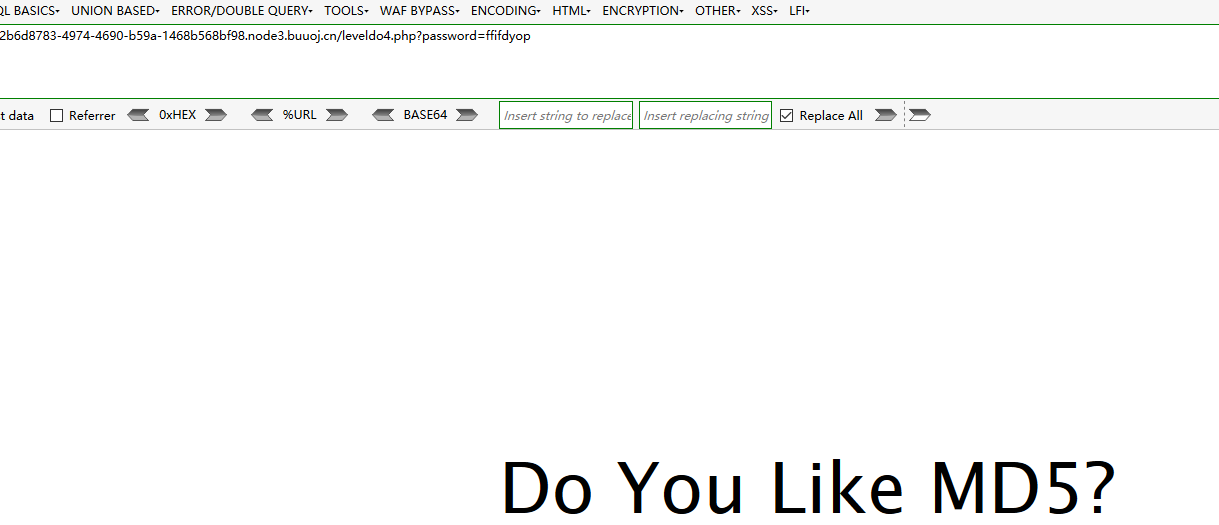 QL BASICS UNION BASED ERROR/DOUBLE QUERY TOOLS WAF BYPASS ENCODING HTML ENCRYPTION OTHER XSS LFI
2b6d8783-4974-4690-b59a-1468b568bf98.node3.buuoj.cn/leveldo4.php?password=ffifdyop
t data Referrer 0xHEX %URL BASE64 Insert string to replace Insert replacing string Replace All
Do You Like MD5?